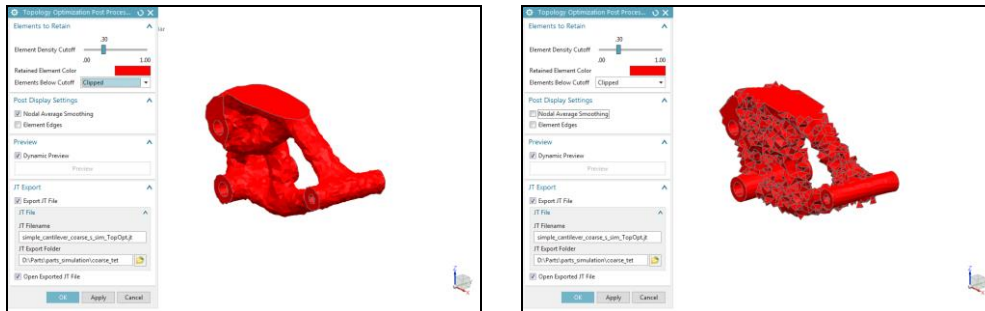 Topology Optimization Post Proces...
Elements to Retain
.30
Element Density Cutoff
.00 1.00
Retained Element Color
Elements Below Cutoff Clipped
Post Display Settings
Nodal Average Smoothing
Element Edges
Preview
Dynamic Preview
Preview
JT Export
Export JT File
JT File
JT Filename
simple_cantilever_coarse_s_sim_TopOpt.jt
JT Export Folder
D:\Parts\parts_simulation\coarse_tet
Open Exported JT File
OK Apply Cancel
Topology Optimization Post Proces...
Elements to Retain
.30
Element Density Cutoff
.00 1.00
Retained Element Color
Elements Below Cutoff Clipped
Post Display Settings
Nodal Average Smoothing
Element Edges
Preview
Dynamic Preview
Preview
JT Export
Export JT File
JT File
JT Filename
simple_cantilever_coarse_s_sim_TopOpt.jt
JT Export Folder
D:\Parts\parts_simulation\coarse_tet
Open Exported JT File
OK Apply Cancel